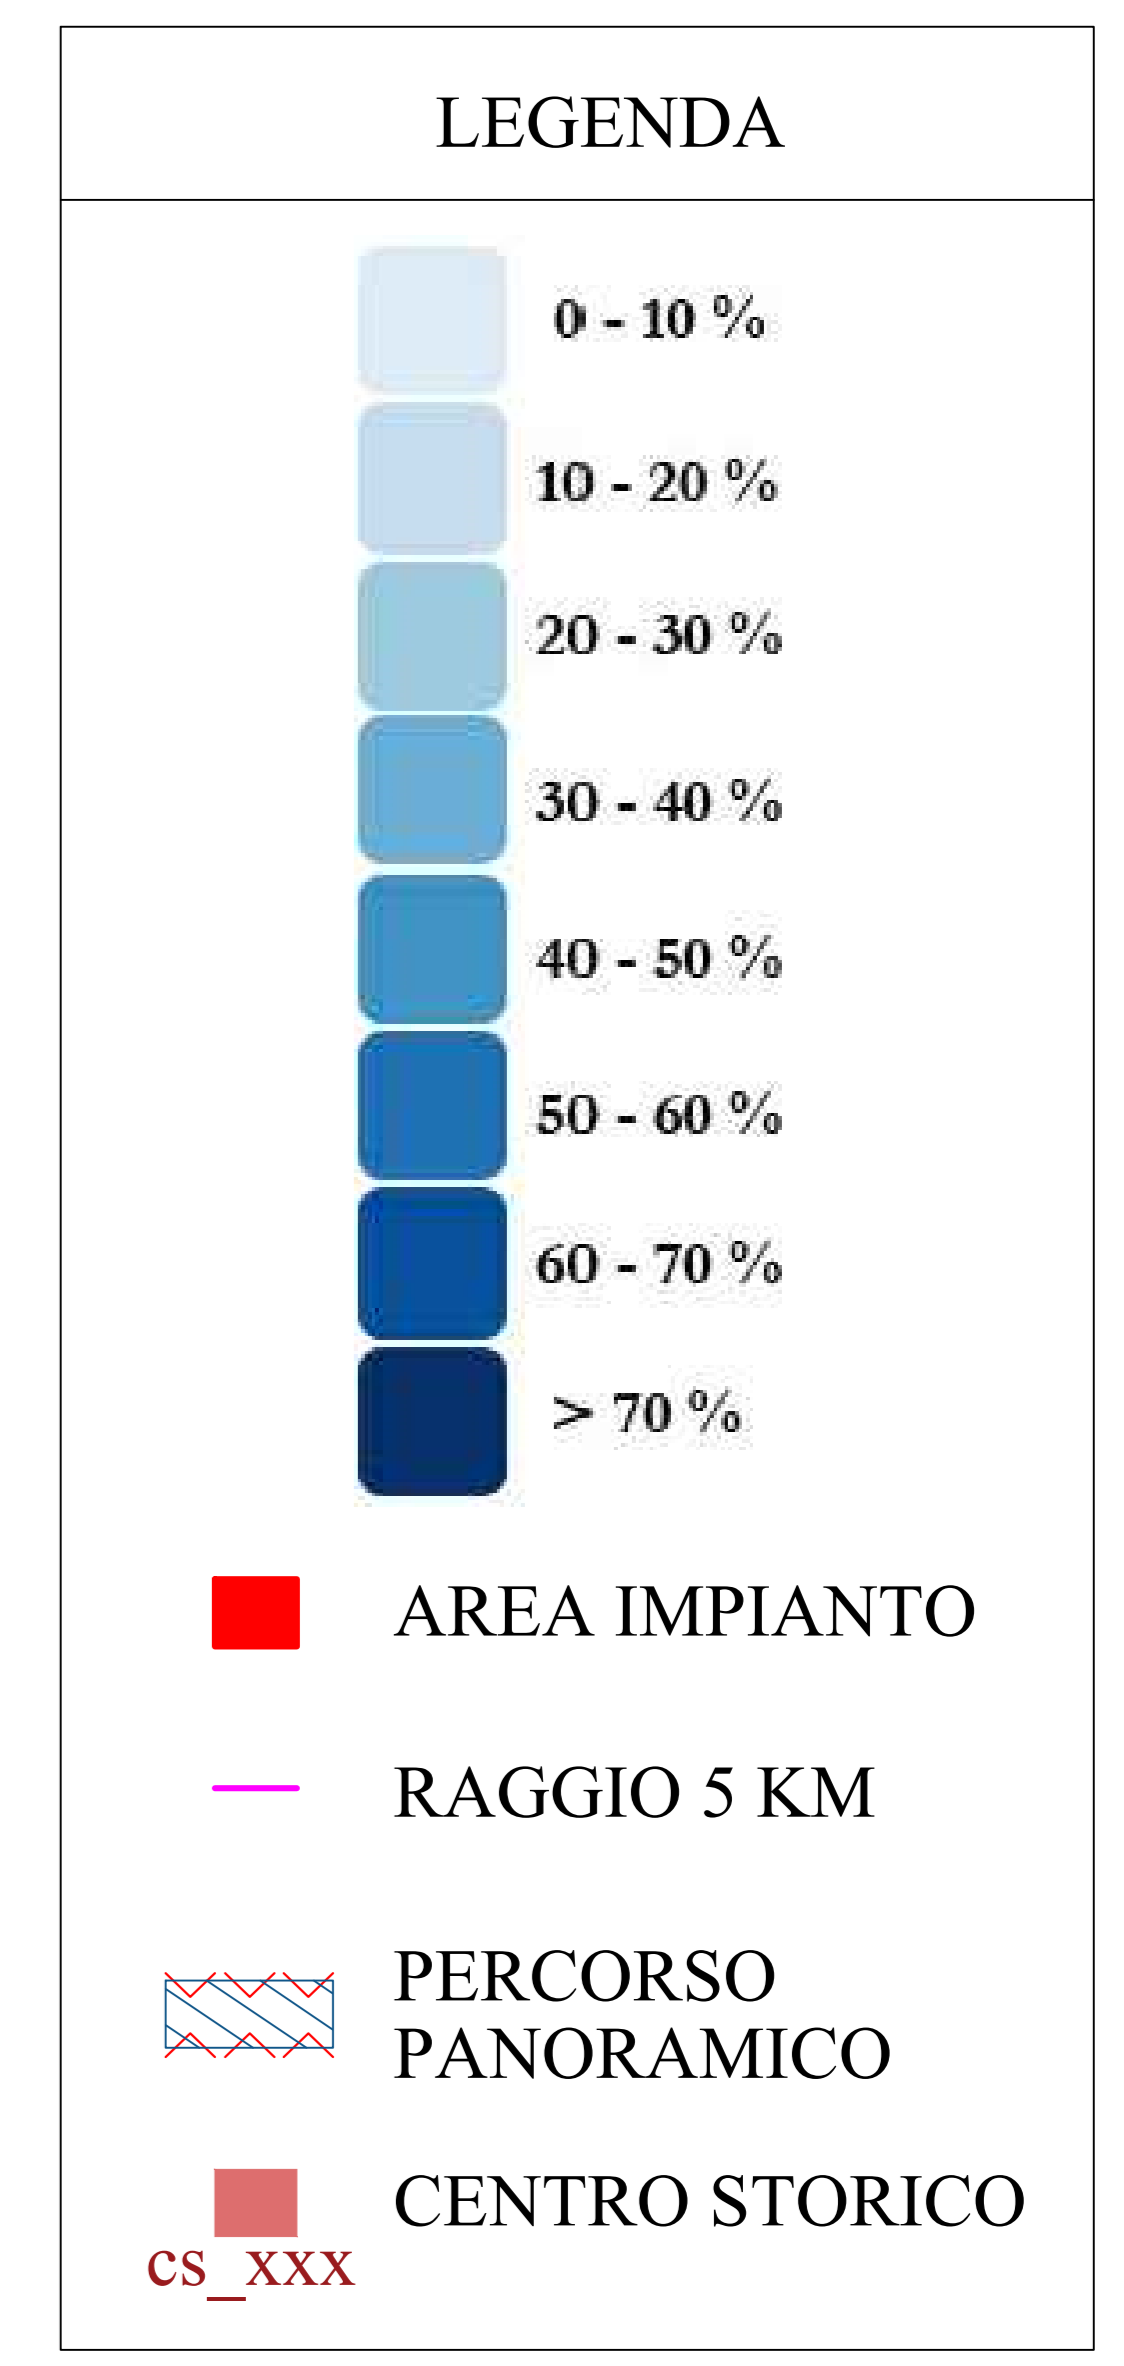 LEGENDA
0 - 10 %
10 - 20 %
20 - 30 %
30 - 40 %
40 - 50 %
50 - 60 %
60 - 70 %
> 70 %
AREA IMPIANTO
RAGGIO 5 KM
PERCORSO
PANORAMICO
CENTRO STORICO
cs_xxx